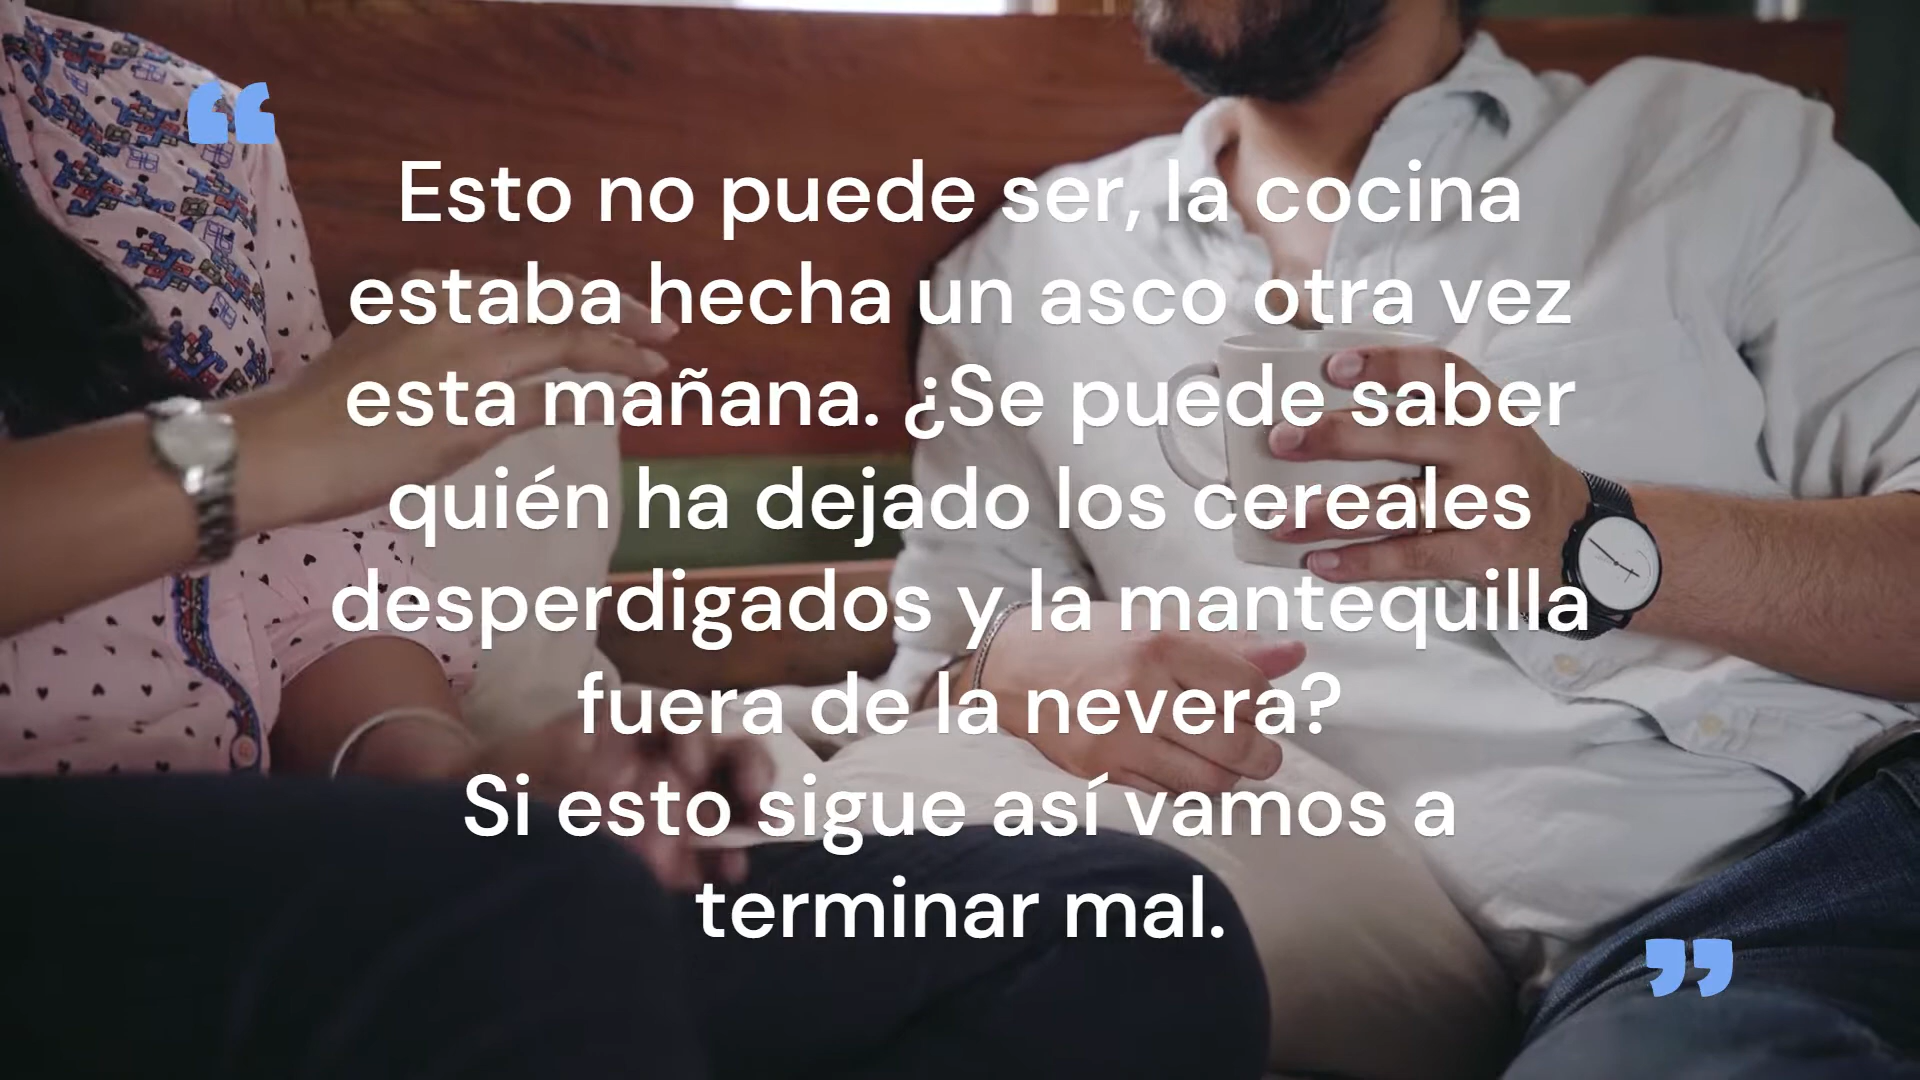 “
Esto no puede ser, la cocina
estaba hecha un asco otra vez
esta mañana. ¿Se puede saber
quién ha dejado los cereales
desperdigados y la mantequilla
fuera de la nevera?
Si esto sigue así vamos a
terminar mal.
”